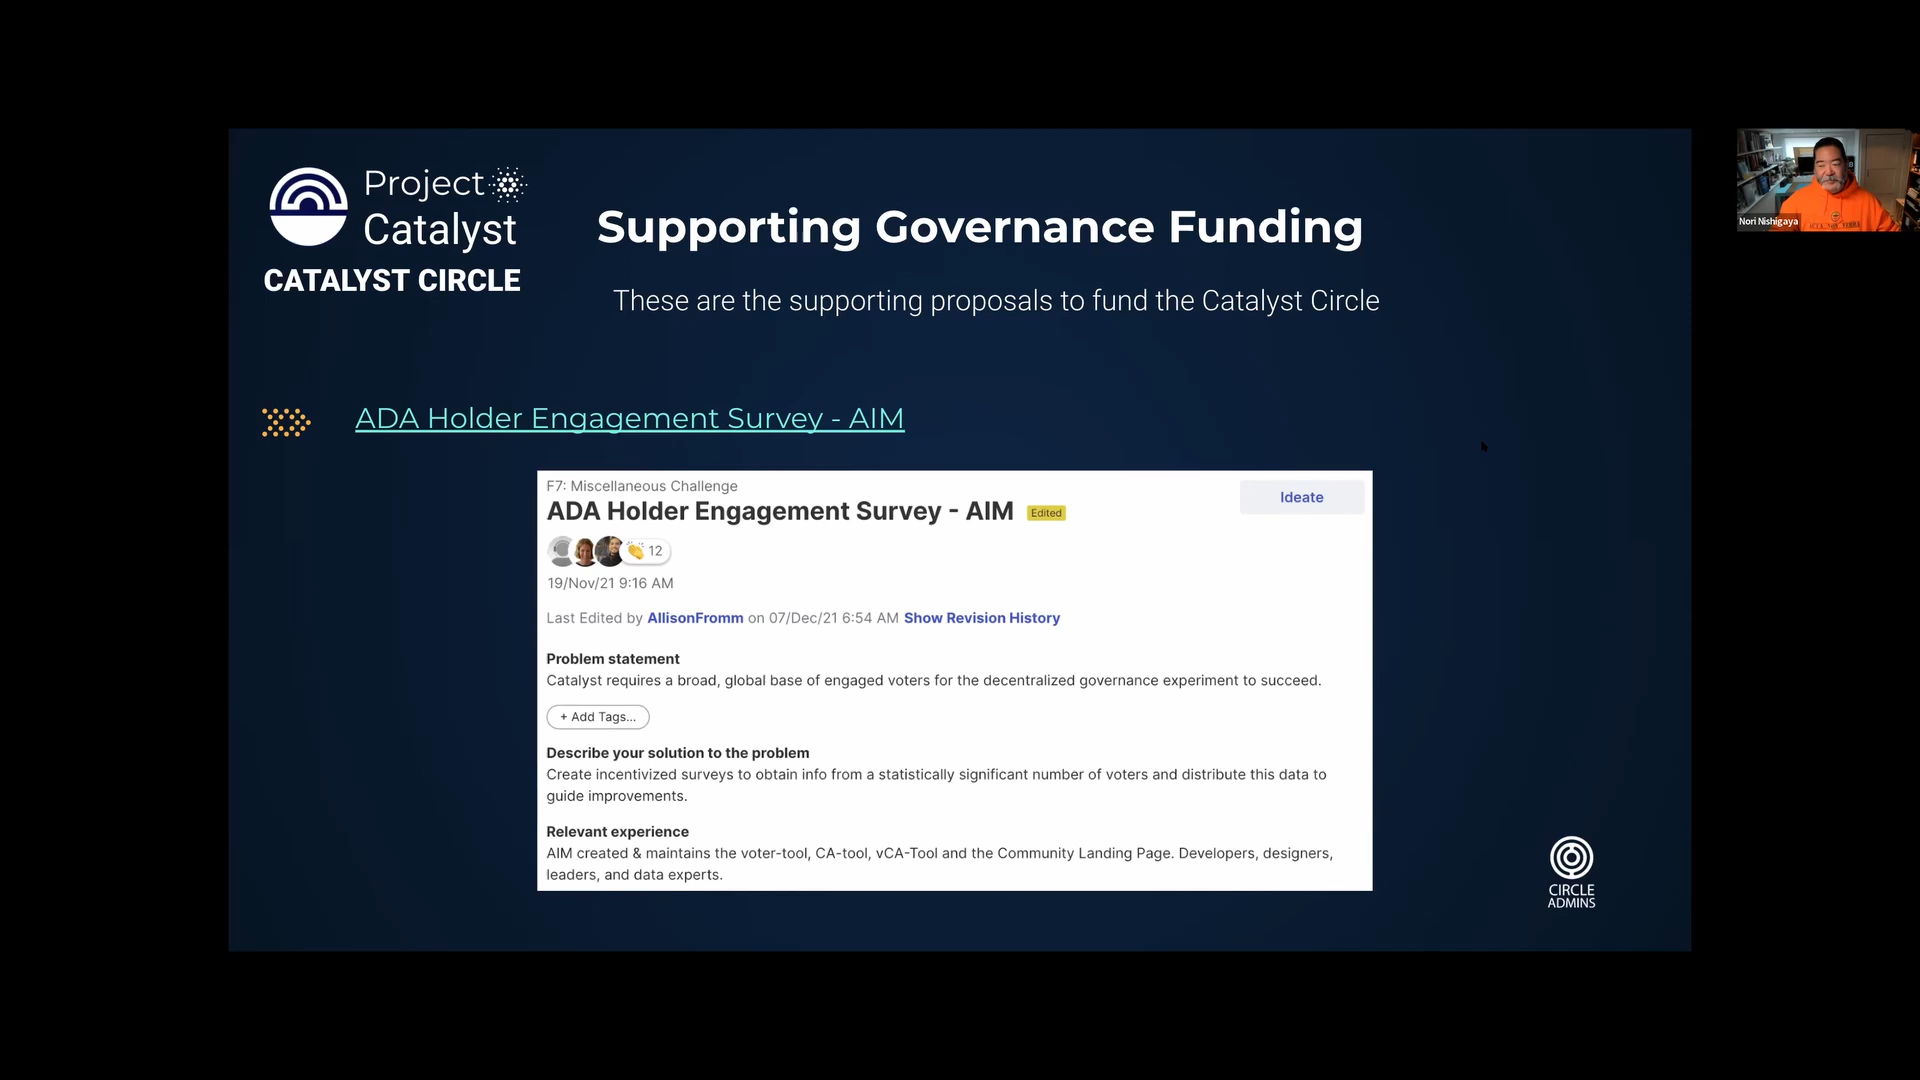 Project
Catalyst
CATALYST CIRCLE
Supporting Governance Funding
These are the supporting proposals to fund the Catalyst Circle
Nori Nishigaya
ADA Holder Engagement Survey - AIM
F7: Miscellaneous Challenge
ADA Holder Engagement Survey - AIM Edited
Ideate
12
19/Nov/21 9:16 AM
Last Edited by AllisonFromm on 07/Dec/21 6:54 AM Show Revision History
Problem statement
Catalyst requires a broad, global base of engaged voters for the decentralized governance experiment to succeed.
+ Add Tags...
Describe your solution to the problem
Create incentivized surveys to obtain info from a statistically significant number of voters and distribute this data to
guide improvements.
Relevant experience
AIM created & maintains the voter-tool, CA-tool, vCA-Tool and the Community Landing Page. Developers, designers,
leaders, and data experts.
CIRCLE
ADMINS